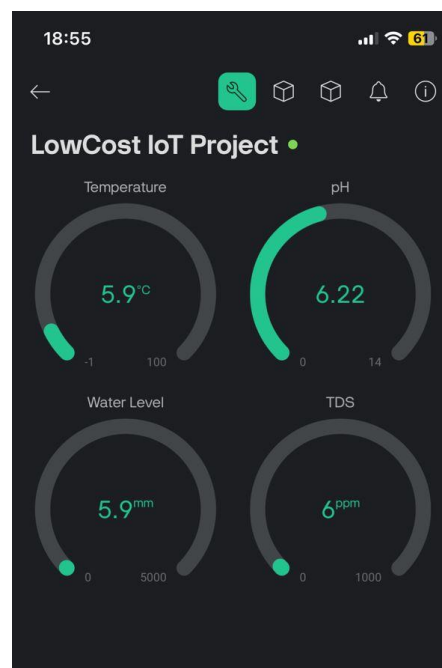 18:55
61
LowCost IoT Project
Temperature
pH
5.9°C
6.22
-1 100
0 14
Water Level
TDS
5.9mm
6ppm
0 5000
0 1000